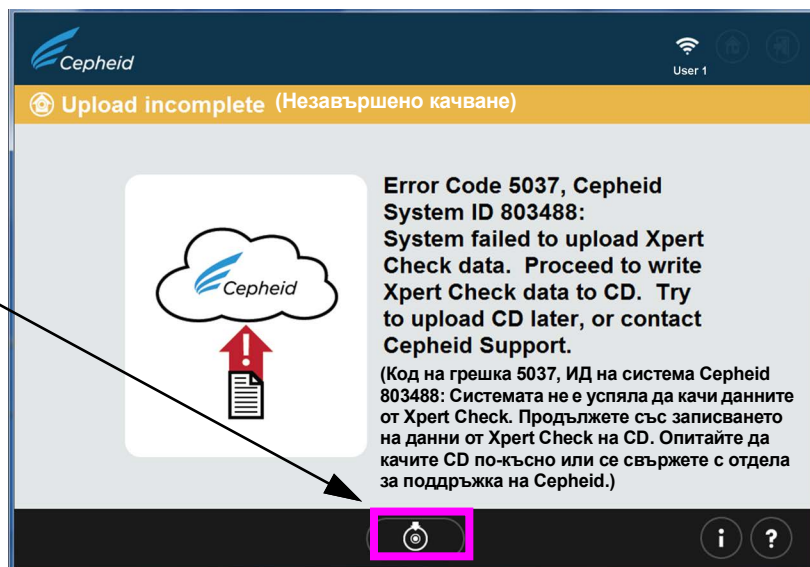 Cepheid
User 1
Upload incomplete (Незавършено качване)
Error Code 5037, Cepheid
System ID 803488:
System failed to upload Xpert
Check data. Proceed to write
Xpert Check data to CD. Try
to upload CD later, or contact
Cepheid Support.
Cepheid
!
(Код на грешка 5037, ИД на система Cepheid
803488: Системата не е успяла да качи данните
от Xpert Check. Продължете със записването
на данни от Xpert Check на CD. Опитайте да
качите CD по-късно или се свържете с отдела
за поддръжка на Cepheid.)
i ?